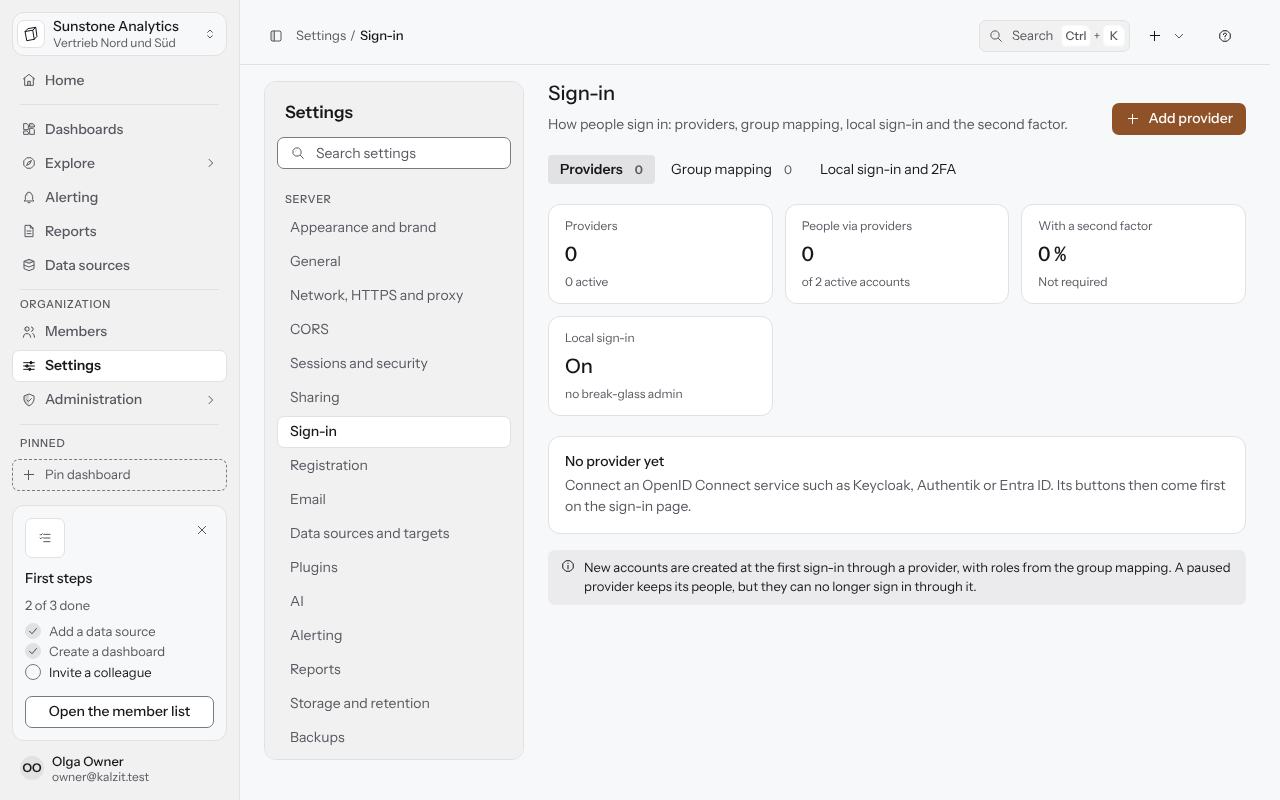 Sunstone Analytics
Vertrieb Nord und Süd
Home
Dashboards
Explore
Alerting
Reports
Data sources
ORGANIZATION
Members
Settings
Administration
PINNED
Pin dashboard
First steps
2 of 3 done
Add a data source
Create a dashboard
Invite a colleague
Open the member list
OO
Olga Owner
owner@kalzit.test
Settings / Sign-in
Search Ctrl + K
Settings
Search settings
SERVER
Appearance and brand
General
Network, HTTPS and proxy
CORS
Sessions and security
Sharing
Sign-in
Registration
Email
Data sources and targets
Plugins
AI
Alerting
Reports
Storage and retention
Backups
Sign-in
How people sign in: providers, group mapping, local sign-in and the second factor.
Add provider
Providers 0 Group mapping 0 Local sign-in and 2FA
Providers
0
0 active
People via providers
0
of 2 active accounts
With a second factor
0 %
Not required
Local sign-in
On
no break-glass admin
No provider yet
Connect an OpenID Connect service such as Keycloak, Authentik or Entra ID. Its buttons then come first
on the sign-in page.
New accounts are created at the first sign-in through a provider, with roles from the group mapping. A paused
provider keeps its people, but they can no longer sign in through it.